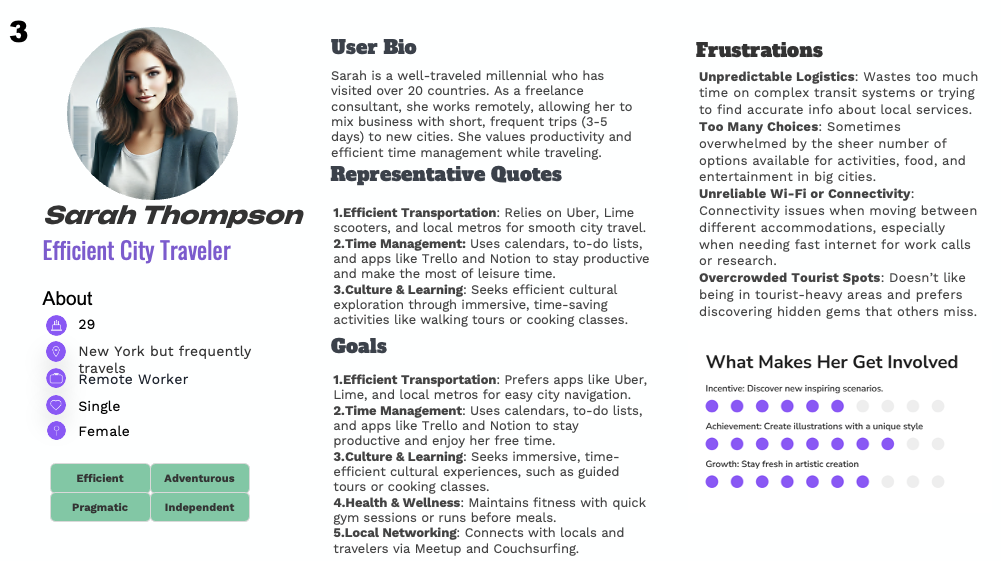 3
Sarah Thompson
Efficient City Traveler
About
29
New York but frequently
travels
Remote Worker
Single
Female
Efficient
Adventurous
Pragmatic
Independent
User Bio
Sarah is a well-traveled millennial who has
visited over 20 countries. As a freelance
consultant, she works remotely, allowing her to
mix business with short, frequent trips (3-5
days) to new cities. She values productivity and
efficient time management while traveling.
Representative Quotes
1.Efficient Transportation: Relies on Uber, Lime
scooters, and local metros for smooth city travel.
2.Time Management: Uses calendars, to-do lists,
and apps like Trello and Notion to stay productive
and make the most of leisure time.
3.Culture & Learning: Seeks efficient cultural
exploration through immersive, time-saving
activities like walking tours or cooking classes.
Goals
1.Efficient Transportation: Prefers apps like Uber,
Lime, and local metros for easy city navigation.
2.Time Management: Uses calendars, to-do lists,
and apps like Trello and Notion to stay
productive and enjoy her free time.
3.Culture & Learning: Seeks immersive, time-
efficient cultural experiences, such as guided
tours or cooking classes.
4.Health & Wellness: Maintains fitness with quick
gym sessions or runs before meals.
5.Local Networking: Connects with locals and
travelers via Meetup and Couchsurfing.
Frustrations
Unpredictable Logistics: Wastes too much
time on complex transit systems or trying
to find accurate info about local services.
Too Many Choices: Sometimes
overwhelmed by the sheer number of
options available for activities, food, and
entertainment in big cities.
Unreliable Wi-Fi or Connectivity:
Connectivity issues when moving between
different accommodations, especially
when needing fast internet for work calls
or research.
Overcrowded Tourist Spots: Doesn't like
being in tourist-heavy areas and prefers
discovering hidden gems that others miss.
What Makes Her Get Involved
Incentive: Discover new inspiring scenarios.
Achievement: Create illustrations with a unique style
Growth: Stay fresh in artistic creation